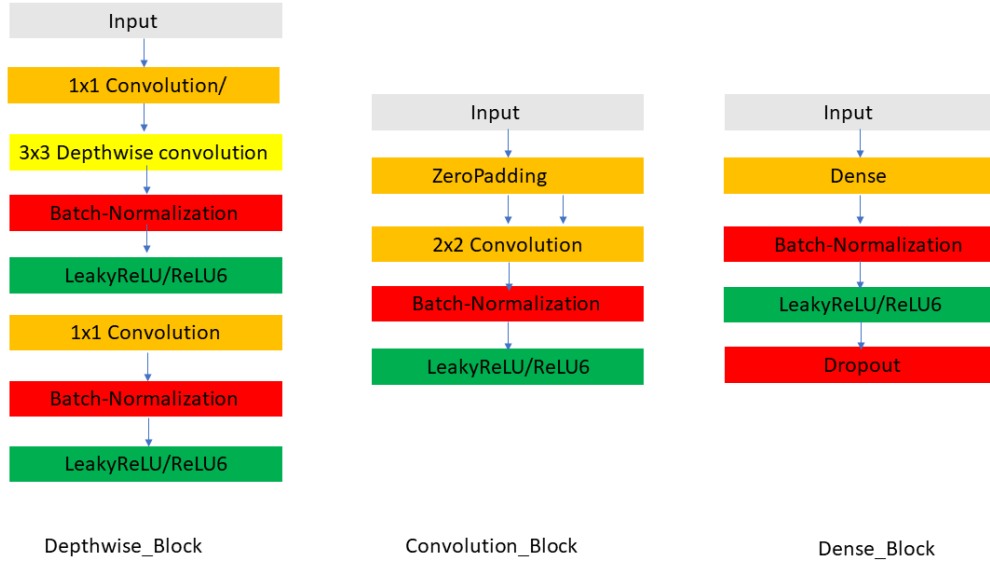 Input
1x1 Convolution/
3x3 Depthwise convolution
Batch-Normalization
LeakyReLU/ReLU6
1x1 Convolution
Batch-Normalization
LeakyReLU/ReLU6
Depthwise_Block
Input
ZeroPadding
2x2 Convolution
Batch-Normalization
LeakyReLU/ReLU6
Convolution_Block
Input
Dense
Batch-Normalization
LeakyReLU/ReLU6
Dropout
Dense_Block